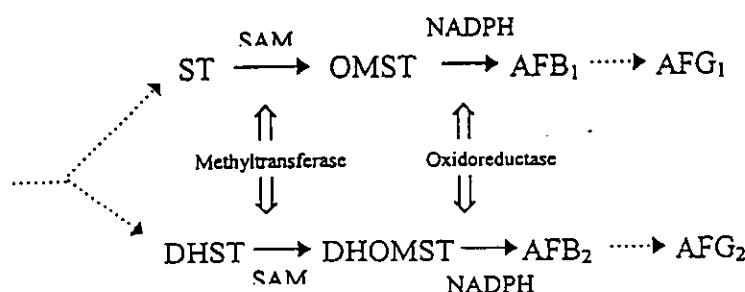 SAM NADPH
ST OMST AFB₁ AFG₁
Methyltransferase Oxidoreductase
DHST DHOMST AFB₂ AFG₂
SAM NADPH